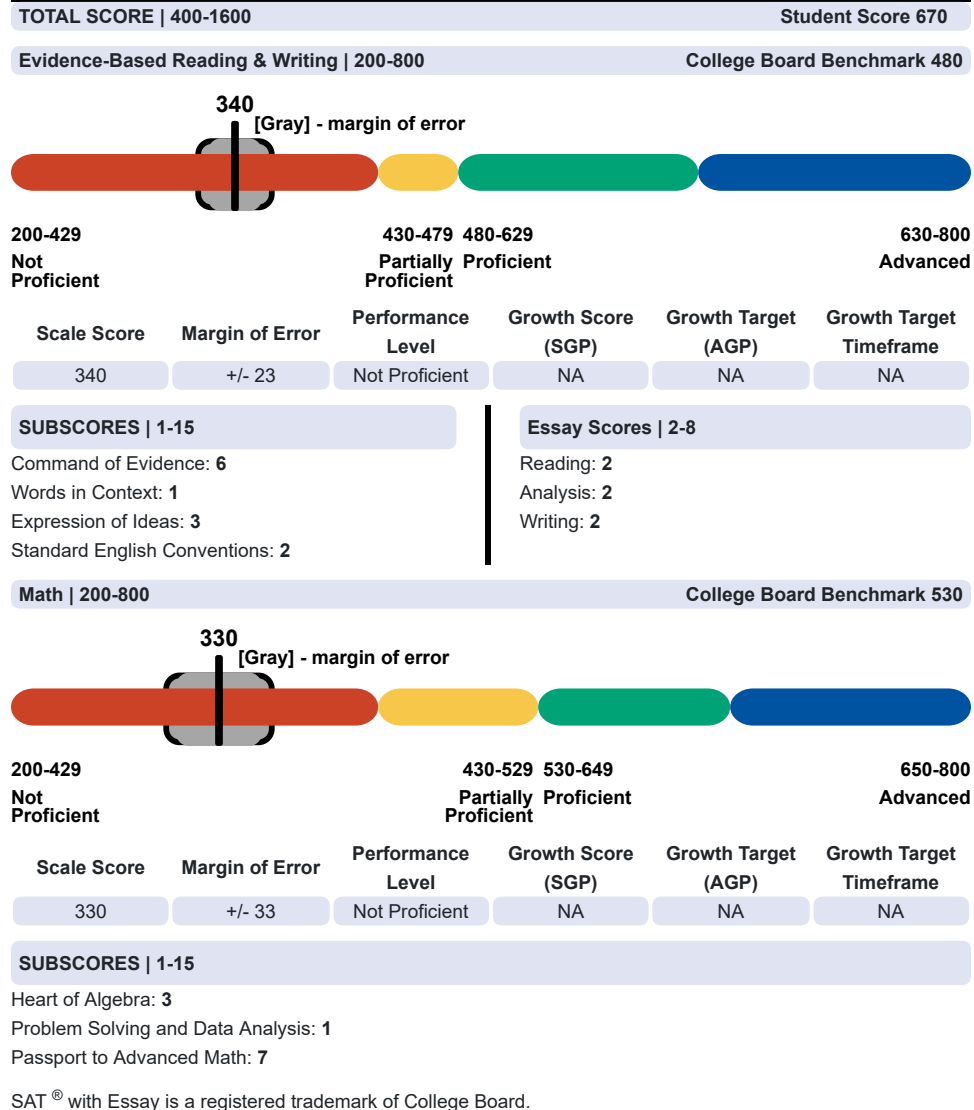 TOTAL SCORE | 400-1600 Student Score 670
Evidence-Based Reading & Writing | 200-800 College Board Benchmark 480
340
[Gray] - margin of error
200-429 430-479 480-629 630-800
Not Partially Proficient Advanced
Proficient Proficient
Performance Growth Score Growth Target Growth Target
Scale Score Margin of Error
Level (SGP) (AGP) Timeframe
340 +/- 23 Not Proficient NA NA NA
SUBSCORES | 1-15
Command of Evidence: 6
Words in Context: 1
Expression of Ideas: 3
Standard English Conventions: 2
Essay Scores | 2-8
Reading: 2
Analysis: 2
Writing: 2
Math | 200-800 College Board Benchmark 530
330
[Gray] - margin of error
200-429 430-529 530-649 650-800
Not Partially Proficient Advanced
Proficient Proficient
Performance Growth Score Growth Target Growth Target
Scale Score Margin of Error
Level (SGP) (AGP) Timeframe
330 +/- 33 Not Proficient NA NA NA
SUBSCORES | 1-15
Heart of Algebra: 3
Problem Solving and Data Analysis: 1
Passport to Advanced Math: 7
SAT ® with Essay is a registered trademark of College Board.